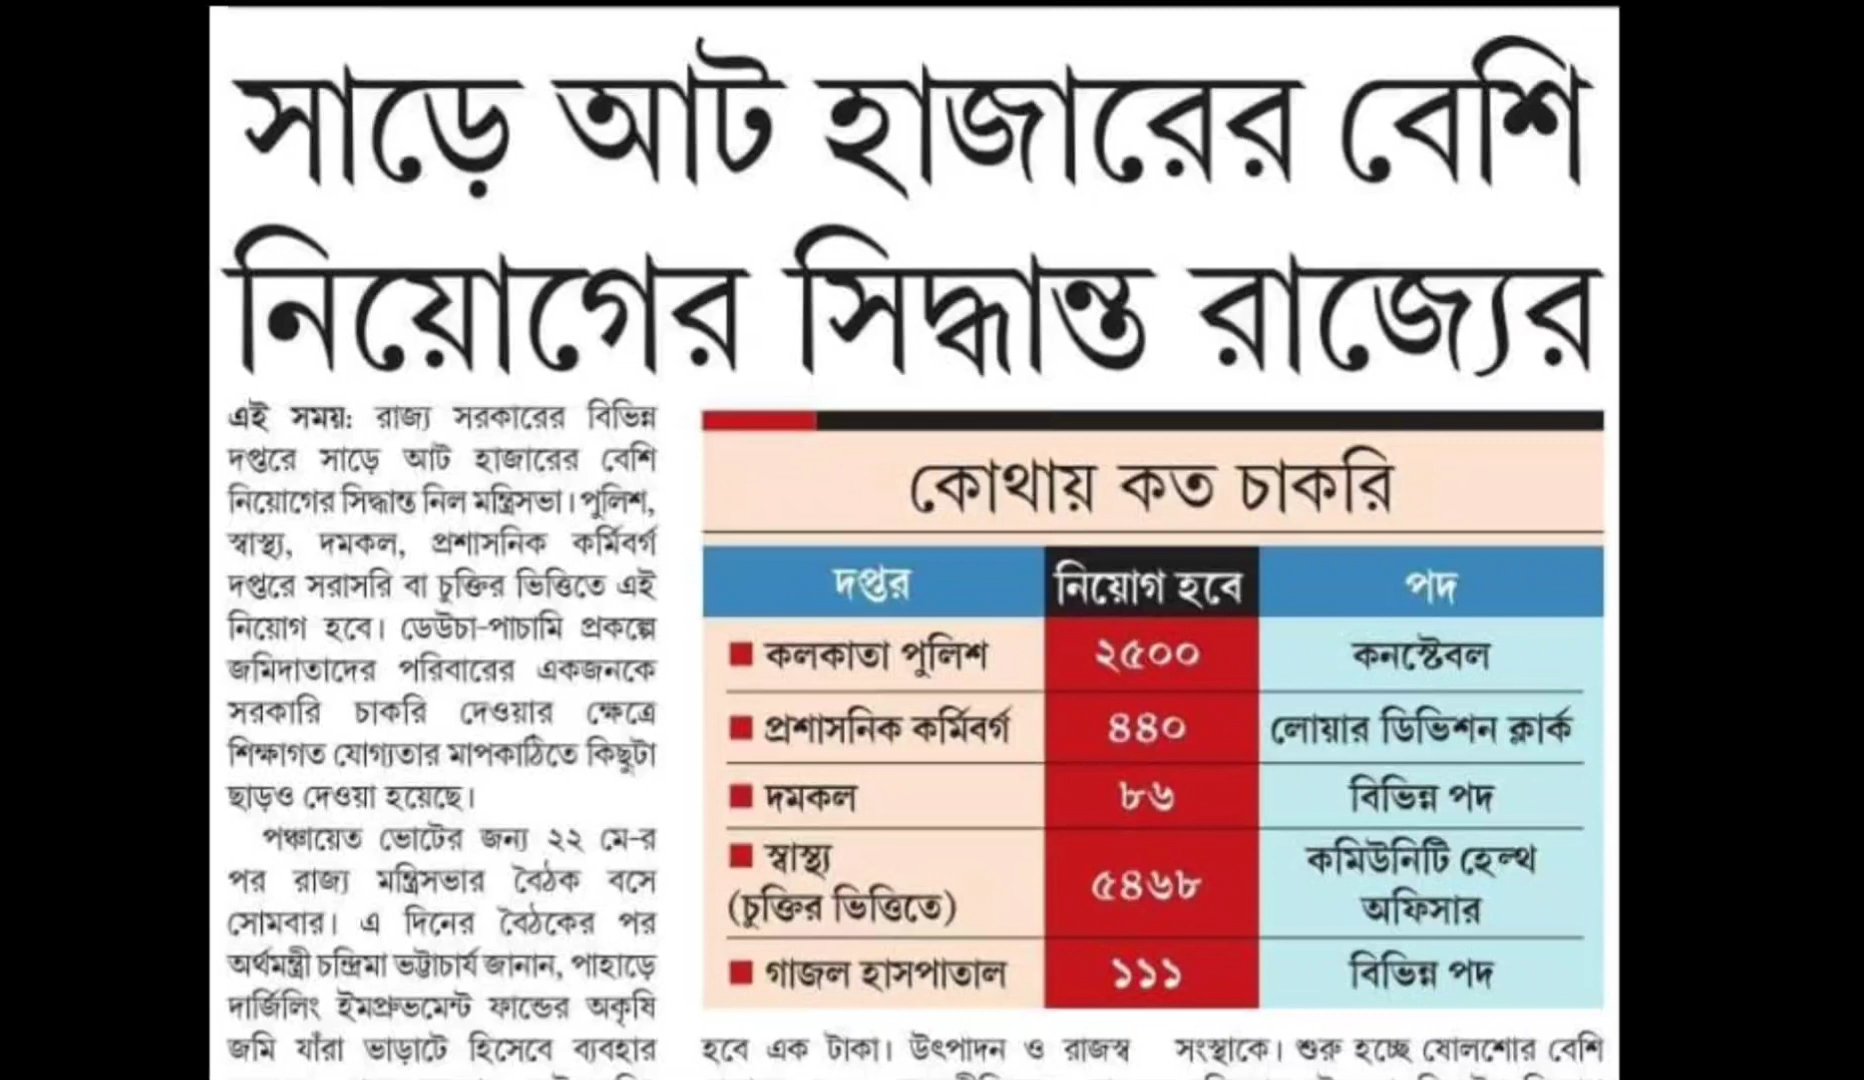 সাড়ে আট হাজারের বেশি
নিয়োগের সিদ্ধান্ত রাজ্যের
এই সময়: রাজ্য সরকারের বিভিন্ন
দপ্তরে সাড়ে আট হাজারের বেশি
নিয়োগের সিদ্ধান্ত নিল মন্ত্রিসভা। পুলিশ,
স্বাস্থ্য, দমকল, প্রশাসনিক কর্মিবর্গ
দপ্তরে সরাসরি বা চুক্তির ভিত্তিতে এই
নিয়োগ হবে। ডেউচা-পাচামি প্রকল্পে
জমিদাতাদের পরিবারের একজনকে
সরকারি চাকরি দেওয়ার ক্ষেত্রে
শিক্ষাগত যোগ্যতার মাপকাঠিতে কিছুটা
ছাড়ও দেওয়া হয়েছে।
পঞ্চায়েত ভোটের জন্য ২২ মে-র
পর রাজ্য মন্ত্রিসভার বৈঠক বসে
সোমবার। এ দিনের বৈঠকের পর
অর্থমন্ত্রী চন্দ্রিমা ভট্টাচার্য জানান, পাহাড়ে
দার্জিলিং ইমপ্রুভমেন্ট ফান্ডের অকৃষি
জমি যাঁরা ভাড়াটে হিসেবে ব্যবহার
কোথায় কত চাকরি
দপ্তর নিয়োগ হবে পদ
কলকাতা পুলিশ ২৫০০ কনস্টেবল
প্রশাসনিক কর্মিবর্গ ৪৪০ লোয়ার ডিভিশন ক্লার্ক
দমকল ৮৬ বিভিন্ন পদ
স্বাস্থ্য
(চুক্তির ভিত্তিতে) ৫৪৬৮ কমিউনিটি হেল্থ
অফিসার
গাজল হাসপাতাল ১১১ বিভিন্ন পদ
হবে এক টাকা। উৎপাদন ও রাজস্ব
সংস্থাকে। শুরু হচ্ছে ষোলশোর বেশি